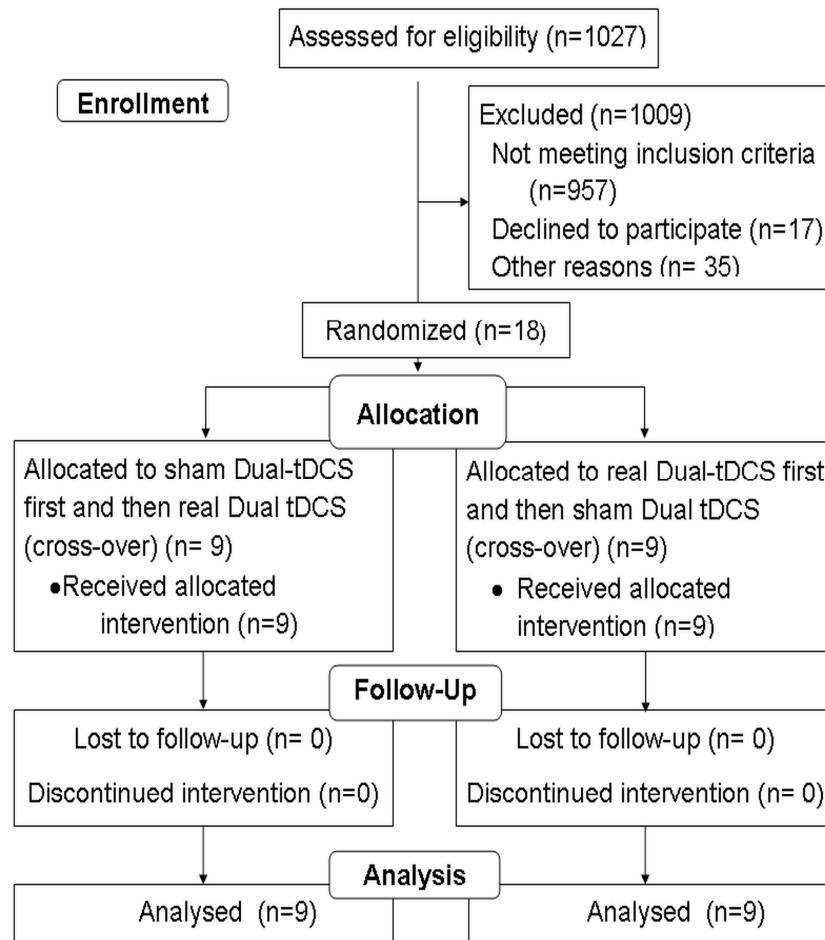 Assessed for eligibility (n=1027)
Enrollment
Excluded (n=1009)
Not meeting inclusion criteria
(n=957)
Declined to participate (n=17)
Other reasons (n= 35)
Randomized (n=18)
Allocation
Allocated to sham Dual-tDCS
first and then real Dual tDCS
(cross-over) (n= 9)
•Received allocated
intervention (n=9)
Allocated to real Dual-tDCS first
and then sham Dual tDCS
(cross-over) (n=9)
• Received allocated
intervention (n=9)
Follow-Up
Lost to follow-up (n= 0)
Discontinued intervention (n=0)
Lost to follow-up (n= 0)
Discontinued intervention (n= 0)
Analysis
Analysed (n=9)
Analysed (n=9)